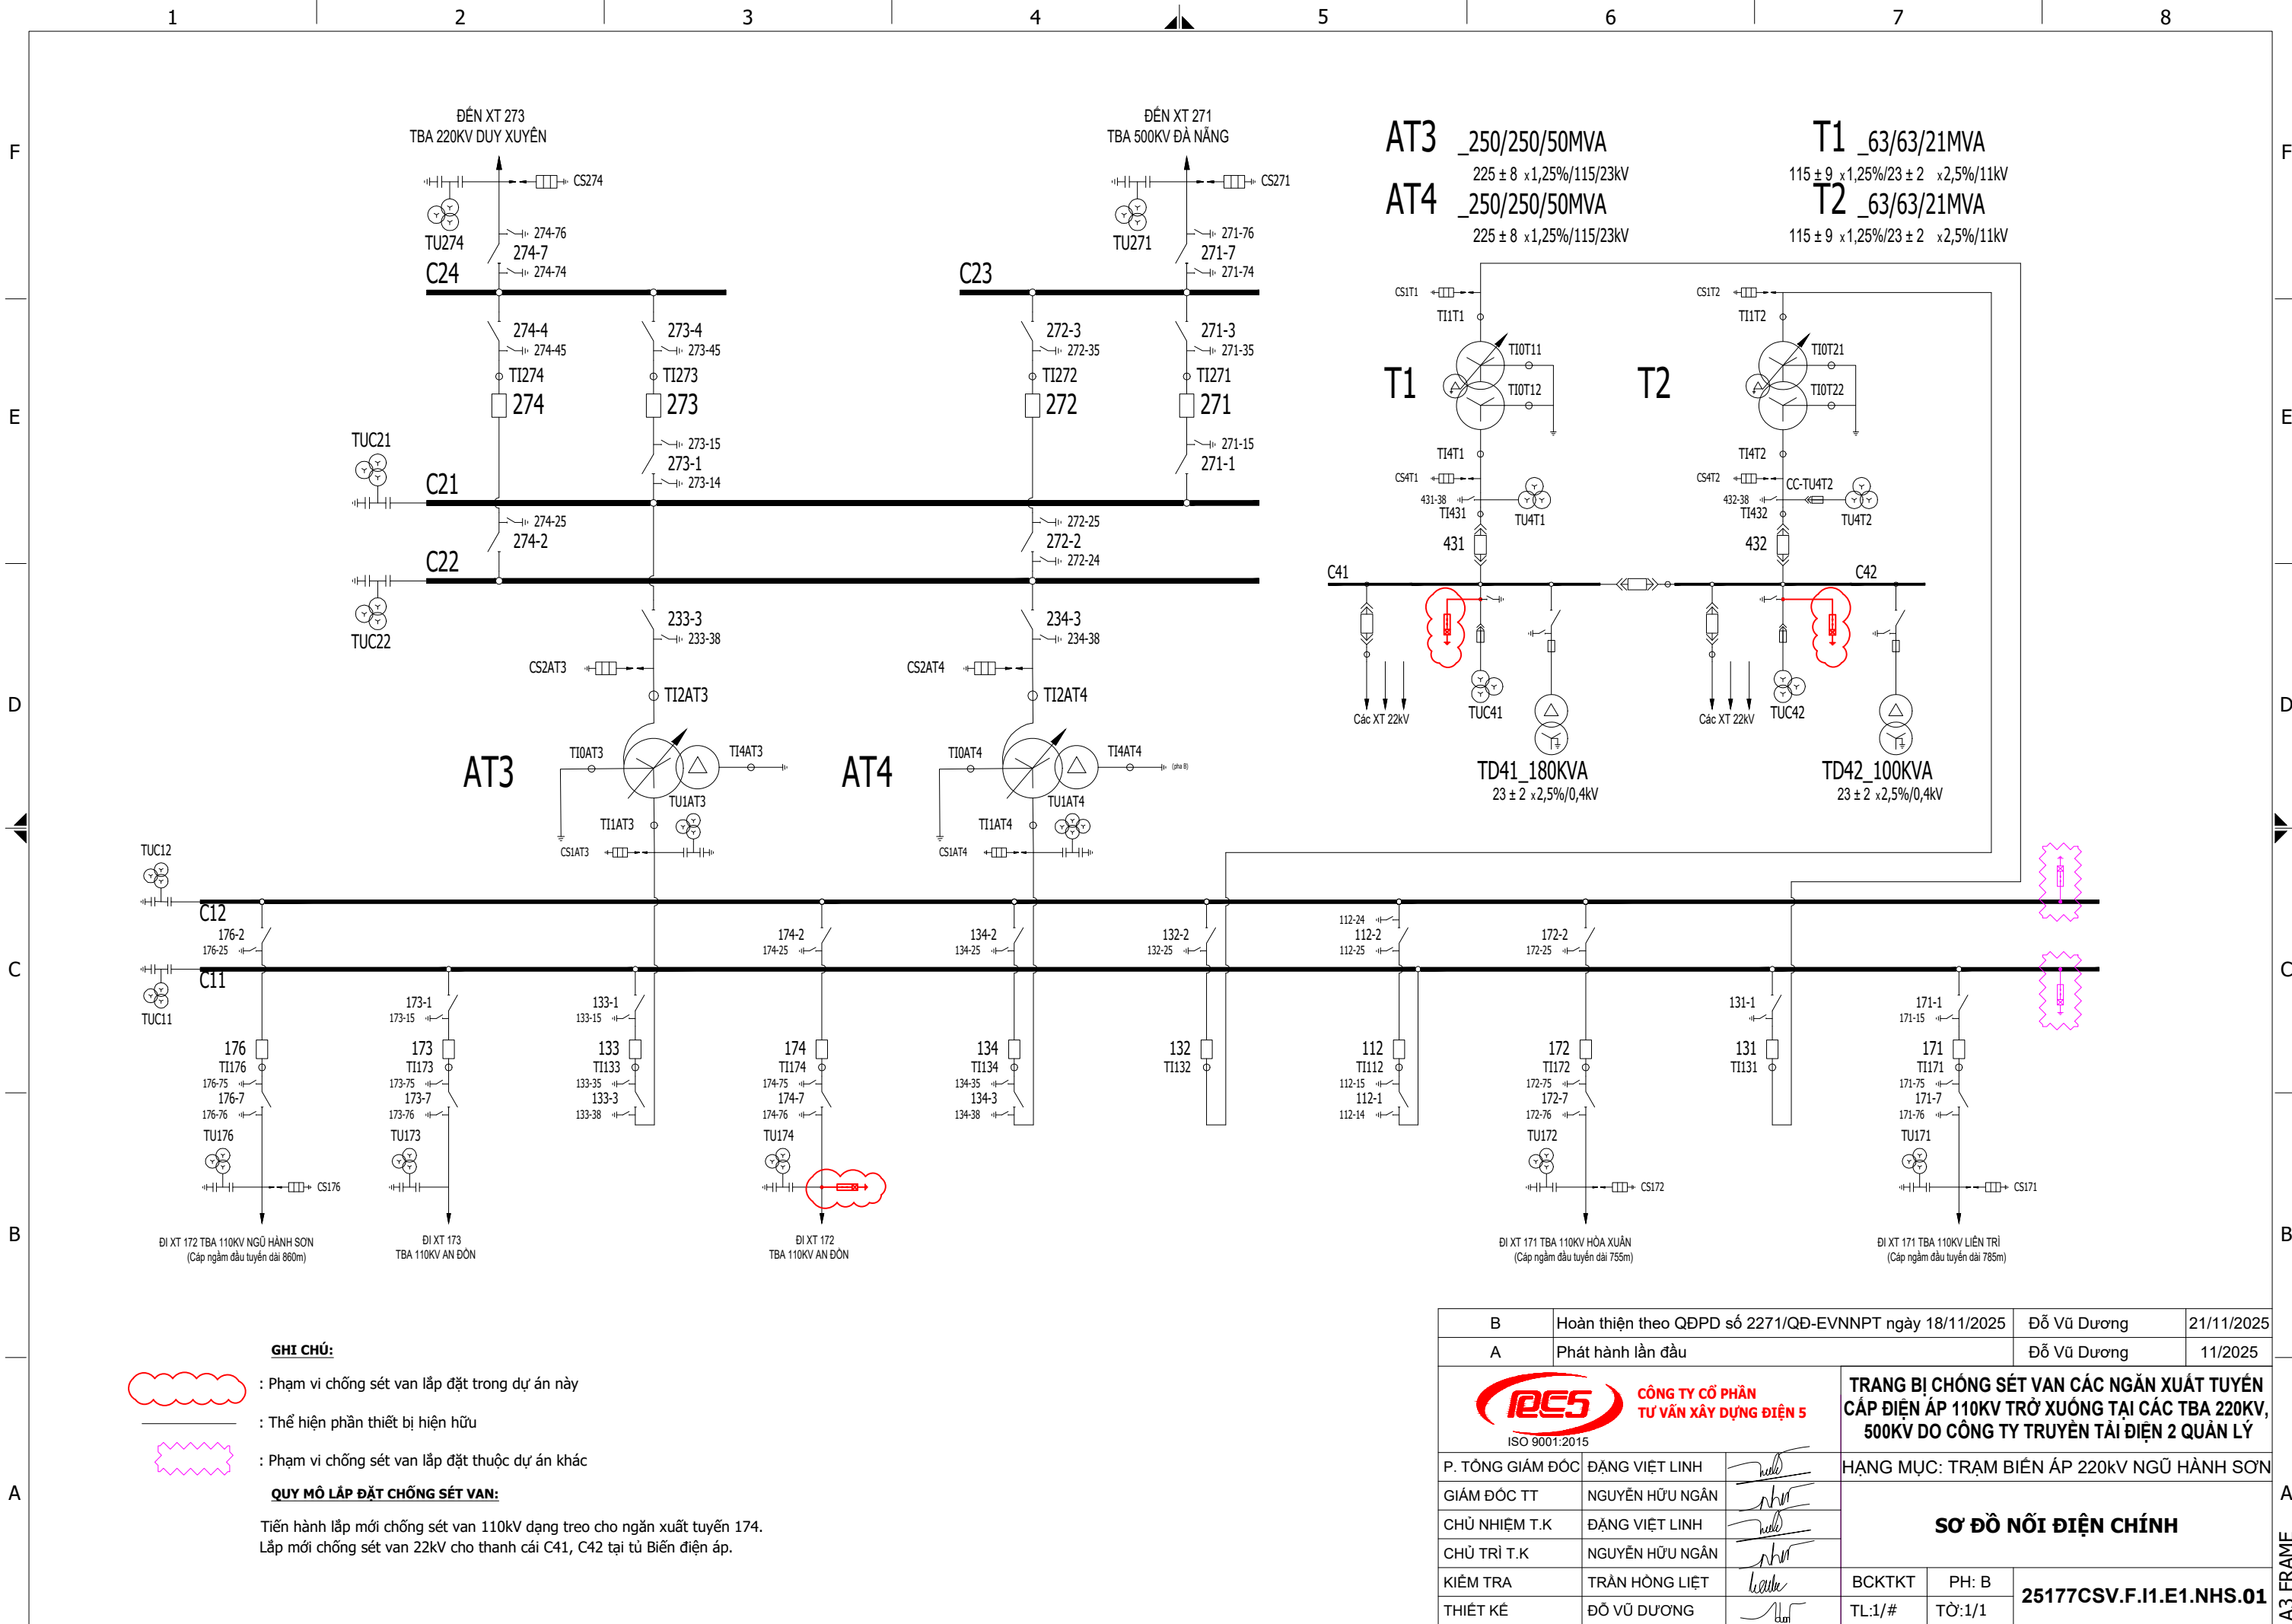 1 2 3 4 5 6 7 8
F
E
D
C
B
A
F
E
D
C
B
A
ĐẾN XT 273
TBA 220KV DUY XUYÊN
CS274
TU274
274-76
274-7
274-74
C24
ĐẾN XT 271
TBA 500KV ĐÀ NẴNG
CS271
TU271
271-76
271-7
271-74
C23
AT3 _250/250/50MVA
225 ± 8 x1,25%/115/23kV
AT4 _250/250/50MVA
225 ± 8 x1,25%/115/23kV
T1 _63/63/21MVA
115 ± 9 x1,25%/23 ± 2 x2,5%/11kV
T2 _63/63/21MVA
115 ± 9 x1,25%/23 ± 2 x2,5%/11kV
274-4
274-45
TI274
274
273-4
273-45
TI273
273
273-15
273-1
273-14
272-3
272-35
TI272
272
271-3
271-35
TI271
271
271-15
271-1
TUC21
C21
274-25
274-2
272-25
272-2
272-24
C22
TUC22
CS1T1
TI1T1
T1
TI0T11
TI0T12
TI4T1
CS4T1
431-38
TI431
TU4T1
431
CS1T2
TI1T2
T2
TI0T21
TI0T22
TI4T2
CS4T2
CC-TU4T2
432-38
TI432
TU4T2
432
C41
C42
Các XT 22kV
TUC41
TD41_180KVA
23 ± 2 x2,5%/0,4kV
Các XT 22kV
TUC42
TD42_100KVA
23 ± 2 x2,5%/0,4kV
233-3
233-38
CS2AT3
TI2AT3
AT3
TI0AT3
TI4AT3
TU1AT3
TI1AT3
CS1AT3
234-3
234-38
CS2AT4
TI2AT4
AT4
TI0AT4
TI4AT4
(pha B)
TU1AT4
TI1AT4
CS1AT4
TUC12
C12
C11
TUC11
176-2
176-25
176
TI176
176-75
176-7
176-76
TU176
CS176
ĐI XT 172 TBA 110KV NGŨ HÀNH SƠN
(Cáp ngầm đầu tuyến dài 860m)
173-1
173-15
173
TI173
173-75
173-7
173-76
TU173
ĐI XT 173
TBA 110KV AN ĐỒN
133-1
133-15
133
TI133
133-35
133-3
133-38
174-2
174-25
174
TI174
174-75
174-7
174-76
TU174
ĐI XT 172
TBA 110KV AN ĐỒN
134-2
134-25
134
TI134
134-35
134-3
134-38
132-2
132-25
132
TI132
112-24
112-2
112-25
112
TI112
112-15
112-1
112-14
172-2
172-25
172
TI172
172-75
172-7
172-76
TU172
CS172
ĐI XT 171 TBA 110KV HÒA XUÂN
(Cáp ngầm đầu tuyến dài 755m)
131-1
131
TI131
171-1
171-15
171
TI171
171-75
171-7
171-76
TU171
CS171
ĐI XT 171 TBA 110KV LIÊN TRÌ
(Cáp ngầm đầu tuyến dài 785m)
GHI CHÚ:
: Phạm vi chống sét van lắp đặt trong dự án này
: Thể hiện phần thiết bị hiện hữu
: Phạm vi chống sét van lắp đặt thuộc dự án khác
QUY MÔ LẮP ĐẶT CHỐNG SÉT VAN:
Tiến hành lắp mới chống sét van 110kV dạng treo cho ngăn xuất tuyến 174.
Lắp mới chống sét van 22kV cho thanh cái C41, C42 tại tủ Biến điện áp.
B Hoàn thiện theo QĐPD số 2271/QĐ-EVNNPT ngày 18/11/2025 Đỗ Vũ Dương 21/11/2025
A Phát hành lần đầu Đỗ Vũ Dương 11/2025
CÔNG TY CỔ PHẦN
TƯ VẤN XÂY DỰNG ĐIỆN 5
ISO 9001:2015
TRANG BỊ CHỐNG SÉT VAN CÁC NGĂN XUẤT TUYẾN
CẤP ĐIỆN ÁP 110KV TRỞ XUỐNG TẠI CÁC TBA 220KV,
500KV DO CÔNG TY TRUYỀN TẢI ĐIỆN 2 QUẢN LÝ
P. TỔNG GIÁM ĐỐC ĐẶNG VIỆT LINH
HẠNG MỤC: TRẠM BIẾN ÁP 220kV NGŨ HÀNH SƠN
GIÁM ĐỐC TT NGUYỄN HỮU NGÂN
CHỦ NHIỆM T.K ĐẶNG VIỆT LINH
SƠ ĐỒ NỐI ĐIỆN CHÍNH
CHỦ TRÌ T.K NGUYỄN HỮU NGÂN
KIỂM TRA TRẦN HỒNG LIỆT
BCKTKT PH: B
25177CSV.F.I1.E1.NHS.01
THIẾT KẾ ĐỖ VŨ DƯƠNG
TL:1/# TỜ:1/1
A3.FRAME